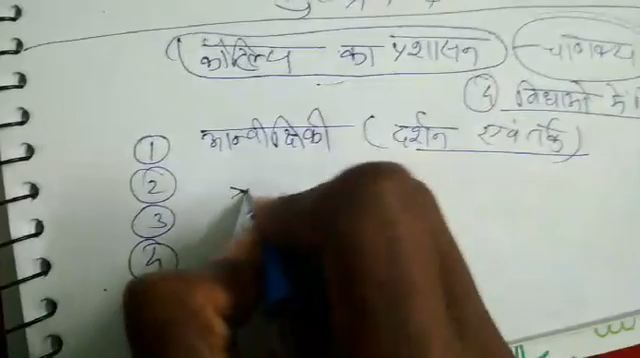 कौटिल्य का प्रशासन चाणक्य
④ विद्याओं में
① आन्वीक्षिकी (दर्शन एवं तर्क)
②
③
④